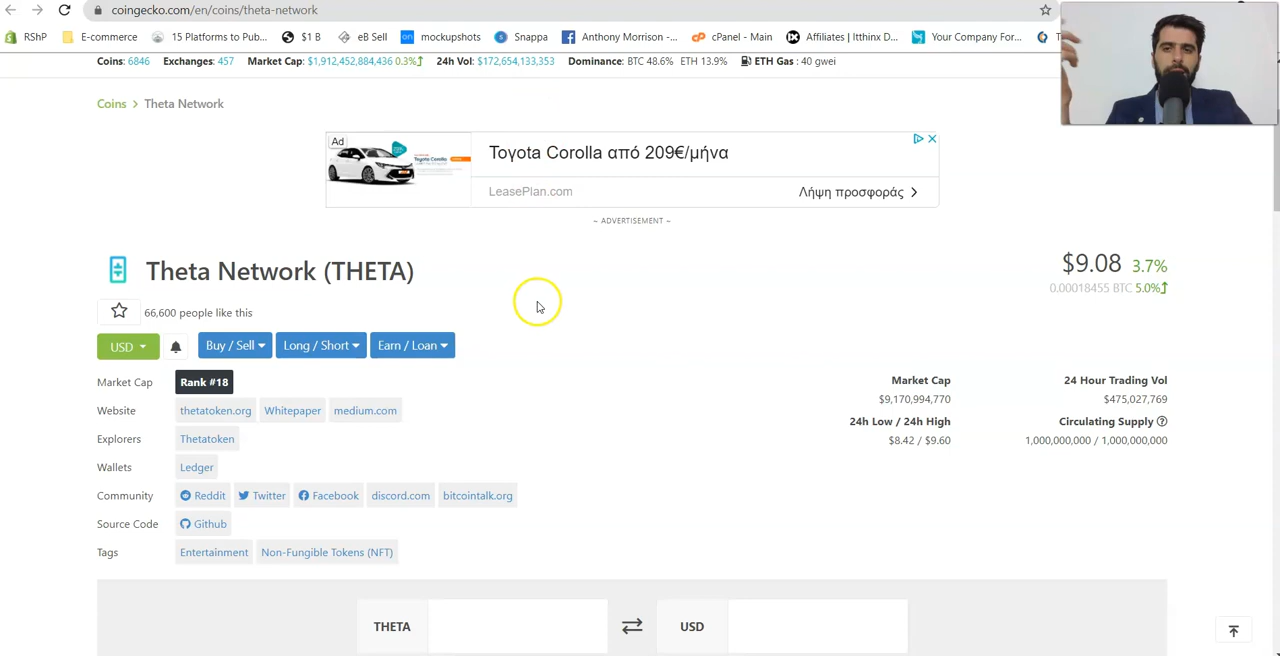 coingecko.com/en/coins/theta-network
RShP E-commerce 15 Platforms to Pub... $1 B eB Sell mockupshots Snappa Anthony Morrison -... cPanel - Main Affiliates | Itthinx D... Your Company For...
Coins: 6846 Exchanges: 457 Market Cap: $1,912,452,884,436 0.3% 24h Vol: $172,654,133,353 Dominance: BTC 48.6% ETH 13.9% ETH Gas : 40 gwei
Coins > Theta Network
Ad
Toyota Corolla από 209€/μήνα
LeasePlan.com Λήψη προσφοράς
~ ADVERTISEMENT ~
Theta Network (THETA)
$9.08 3.7%
0.00018455 BTC 5.0%
66,600 people like this
USD Buy / Sell Long / Short Earn / Loan
Market Cap Rank #18
Website thetatoken.org Whitepaper medium.com
Explorers Thetatoken
Wallets Ledger
Community Reddit Twitter Facebook discord.com bitcointalk.org
Source Code Github
Tags Entertainment Non-Fungible Tokens (NFT)
Market Cap 24 Hour Trading Vol
$9,170,994,770 $475,027,769
24h Low / 24h High Circulating Supply
$8.42 / $9.60 1,000,000,000 / 1,000,000,000
THETA USD